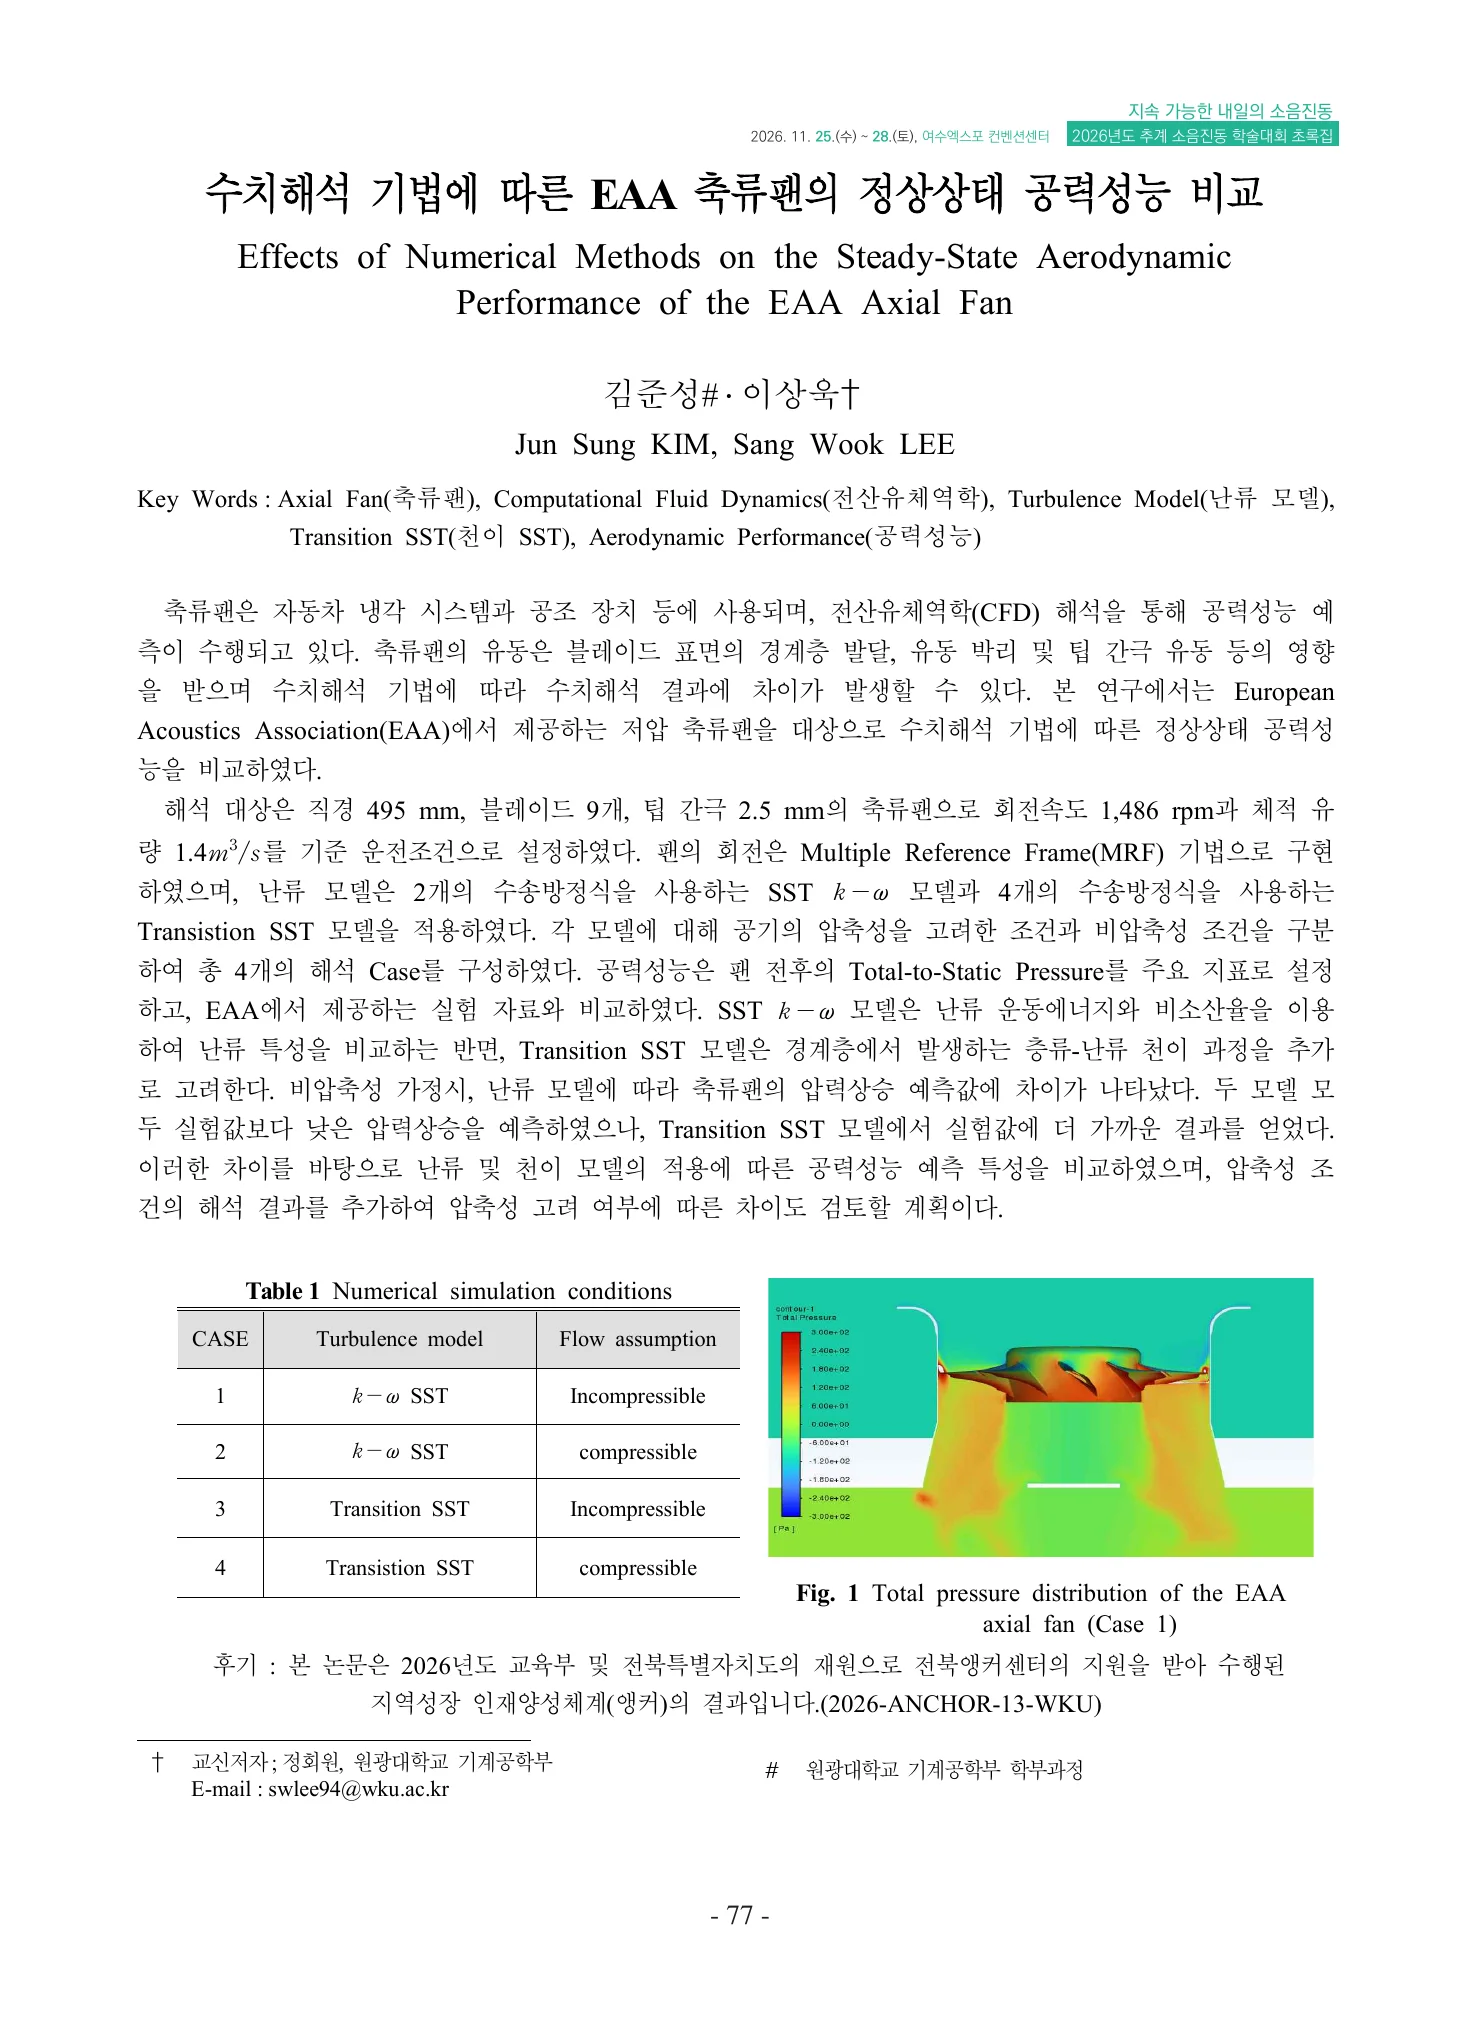 지속 가능한 내일의 소음진동
2026. 11. 25.(수) ~ 28.(토), 여수엑스포 컨벤션센터 2026년도 추계 소음진동 학술대회 초록집
수치해석 기법에 따른 EAA 축류팬의 정상상태 공력성능 비교
Effects of Numerical Methods on the Steady-State Aerodynamic
Performance of the EAA Axial Fan
김준성#· 이상욱†
Jun Sung KIM, Sang Wook LEE
Key Words : Axial Fan(축류팬), Computational Fluid Dynamics(전산유체역학), Turbulence Model(난류 모델),
Transition SST(천이 SST), Aerodynamic Performance(공력성능)
축류팬은 자동차 냉각 시스템과 공조 장치 등에 사용되며, 전산유체역학(CFD) 해석을 통해 공력성능 예
측이 수행되고 있다. 축류팬의 유동은 블레이드 표면의 경계층 발달, 유동 박리 및 팁 간극 유동 등의 영향
을 받으며 수치해석 기법에 따라 수치해석 결과에 차이가 발생할 수 있다. 본 연구에서는 European
Acoustics Association(EAA)에서 제공하는 저압 축류팬을 대상으로 수치해석 기법에 따른 정상상태 공력성
능을 비교하였다.
해석 대상은 직경 495 mm, 블레이드 9개, 팁 간극 2.5 mm의 축류팬으로 회전속도 1,486 rpm과 체적 유
량 1.4m³/s를 기준 운전조건으로 설정하였다. 팬의 회전은 Multiple Reference Frame(MRF) 기법으로 구현
하였으며, 난류 모델은 2개의 수송방정식을 사용하는 SST k－ω 모델과 4개의 수송방정식을 사용하는
Transistion SST 모델을 적용하였다. 각 모델에 대해 공기의 압축성을 고려한 조건과 비압축성 조건을 구분
하여 총 4개의 해석 Case를 구성하였다. 공력성능은 팬 전후의 Total-to-Static Pressure를 주요 지표로 설정
하고, EAA에서 제공하는 실험 자료와 비교하였다. SST k－ω 모델은 난류 운동에너지와 비소산율을 이용
하여 난류 특성을 비교하는 반면, Transition SST 모델은 경계층에서 발생하는 층류-난류 천이 과정을 추가
로 고려한다. 비압축성 가정시, 난류 모델에 따라 축류팬의 압력상승 예측값에 차이가 나타났다. 두 모델 모
두 실험값보다 낮은 압력상승을 예측하였으나, Transition SST 모델에서 실험값에 더 가까운 결과를 얻었다.
이러한 차이를 바탕으로 난류 및 천이 모델의 적용에 따른 공력성능 예측 특성을 비교하였으며, 압축성 조
건의 해석 결과를 추가하여 압축성 고려 여부에 따른 차이도 검토할 계획이다.
Table 1 Numerical simulation conditions
CASE Turbulence model Flow assumption
1 k－ω SST Incompressible
2 k－ω SST compressible
3 Transition SST Incompressible
4 Transistion SST compressible
contour-1
Total Pressure
3.00e+02
2.40e+02
1.80e+02
1.20e+02
6.00e+01
0.00e+00
-6.00e+01
-1.20e+02
-1.80e+02
-2.40e+02
-3.00e+02
[ Pa ]
Fig. 1 Total pressure distribution of the EAA
axial fan (Case 1)
후기 : 본 논문은 2026년도 교육부 및 전북특별자치도의 재원으로 전북앵커센터의 지원을 받아 수행된
지역성장 인재양성체계(앵커)의 결과입니다.(2026-ANCHOR-13-WKU)
† 교신저자; 정회원, 원광대학교 기계공학부
E-mail : swlee94@wku.ac.kr
# 원광대학교 기계공학부 학부과정
- 77 -